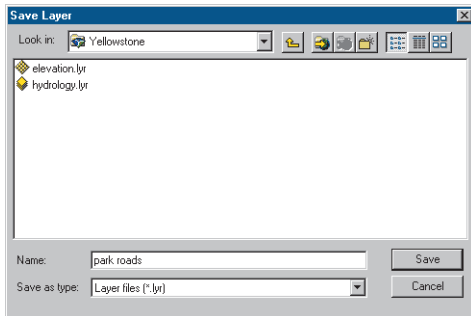 Save Layer
Look in: Yellowstone
elevation.lyr
hydrology.lyr
Name: park roads Save
Save as type: Layer files (*.lyr) Cancel